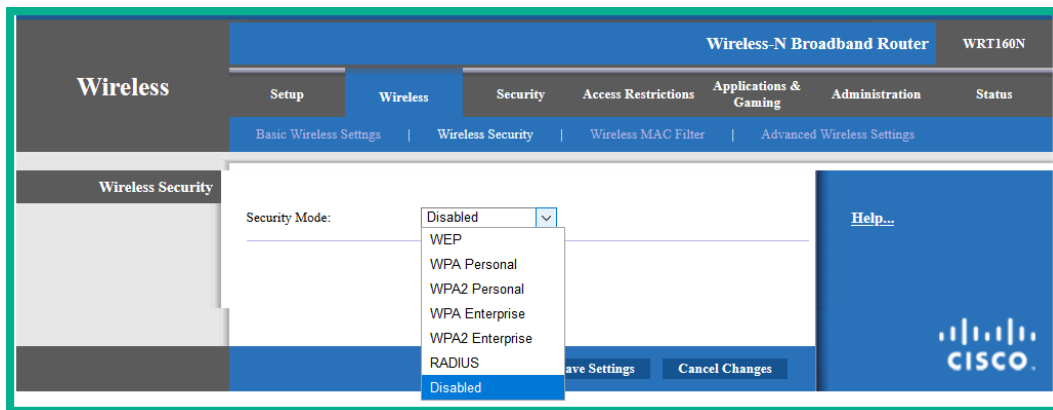 Wireless-N Broadband Router WRT160N
Wireless
Setup Wireless Security Access Restrictions Applications & Gaming Administration Status
Basic Wireless Settngs | Wireless Security | Wireless MAC Filter | Advanced Wireless Settings
Wireless Security
Security Mode: Disabled
Help...
WEP
WPA Personal
WPA2 Personal
WPA Enterprise
WPA2 Enterprise
RADIUS
Disabled
ave Settings Cancel Changes
CISCO.